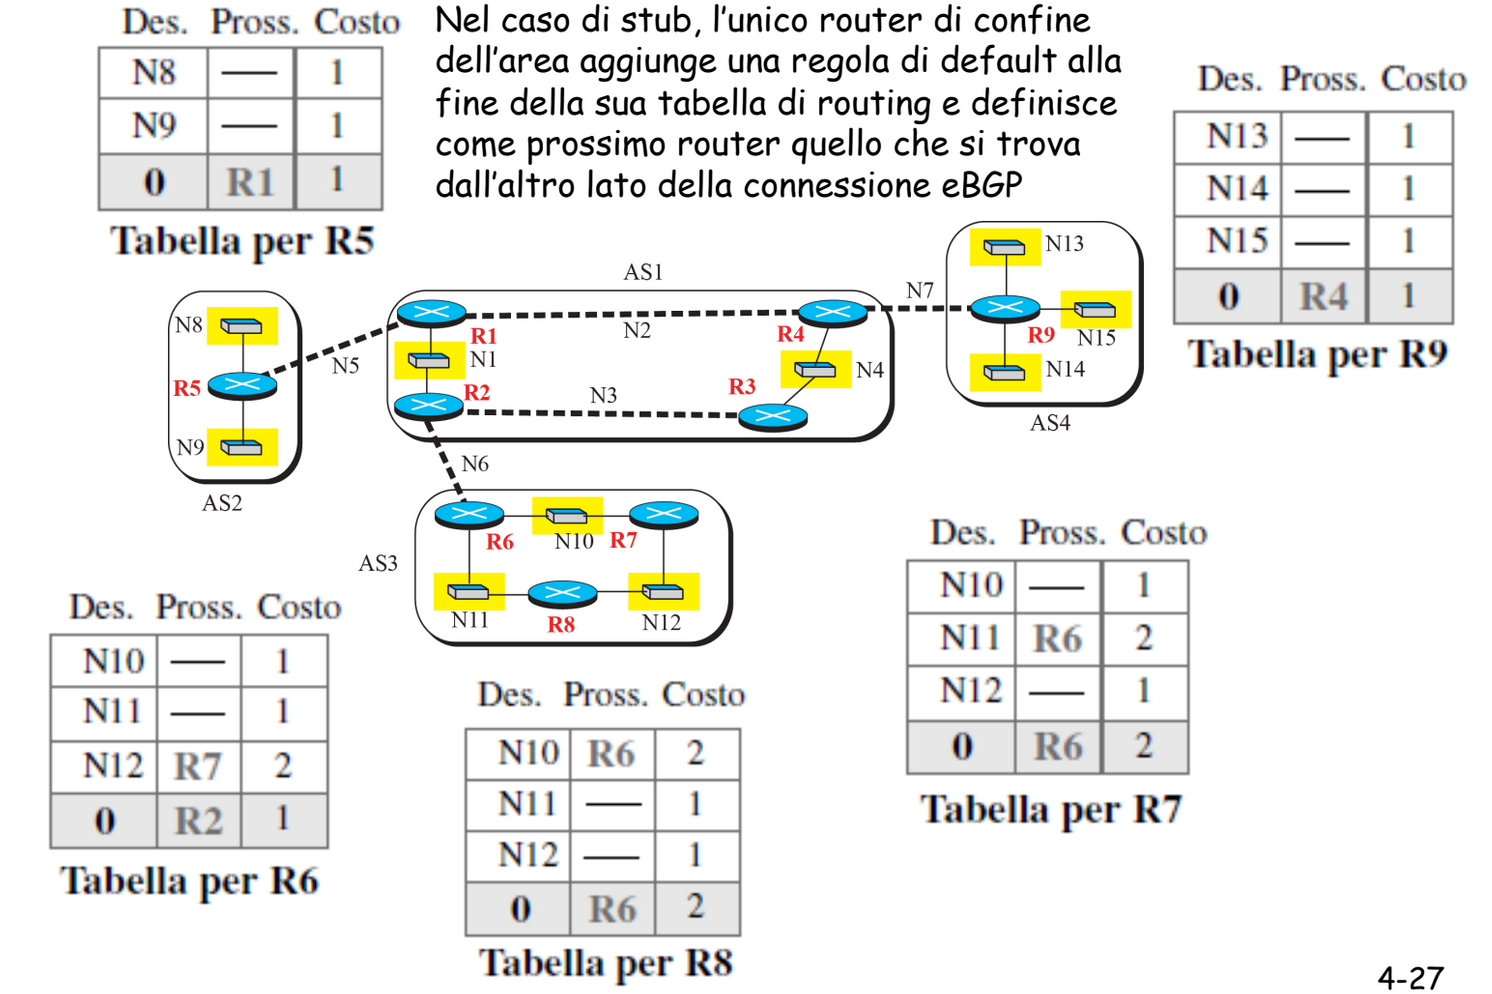 Des. Pross. Costo
N8 — 1
N9 — 1
0 R1 1
Tabella per R5
Nel caso di stub, l'unico router di confine
dell'area aggiunge una regola di default alla
fine della sua tabella di routing e definisce
come prossimo router quello che si trova
dall'altro lato della connessione eBGP
Des. Pross. Costo
N13 — 1
N14 — 1
N15 — 1
0 R4 1
Tabella per R9
AS1
N8
R5
N9
AS2
N5
R1
N1
R2
N2
N3
R4
N4
R3
N7
N13
R9
N15
N14
AS4
N6
AS3
R6
N10
R7
N11
R8
N12
Des. Pross. Costo
N10 — 1
N11 — 1
N12 R7 2
0 R2 1
Tabella per R6
Des. Pross. Costo
N10 R6 2
N11 — 1
N12 — 1
0 R6 2
Tabella per R8
Des. Pross. Costo
N10 — 1
N11 R6 2
N12 — 1
0 R6 2
Tabella per R7
4-27